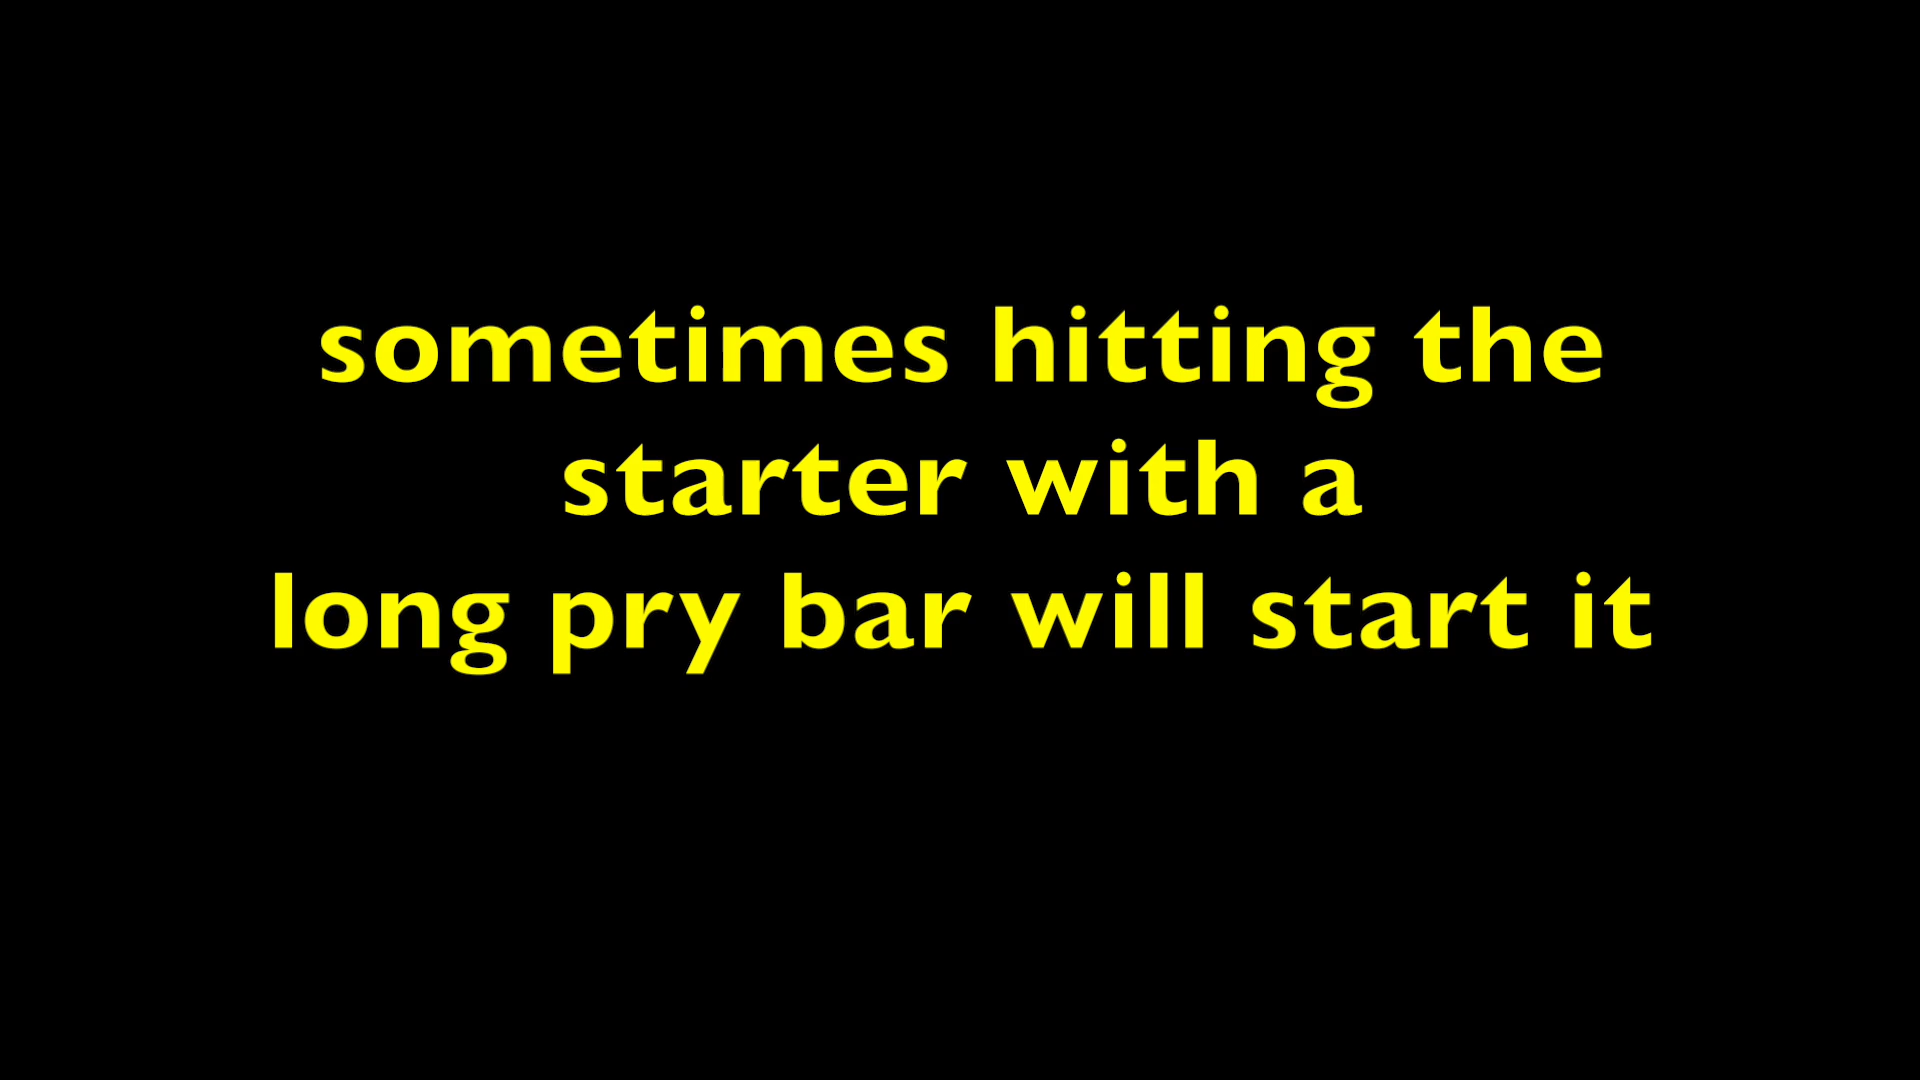 sometimes hitting the
starter with a
long pry bar will start it